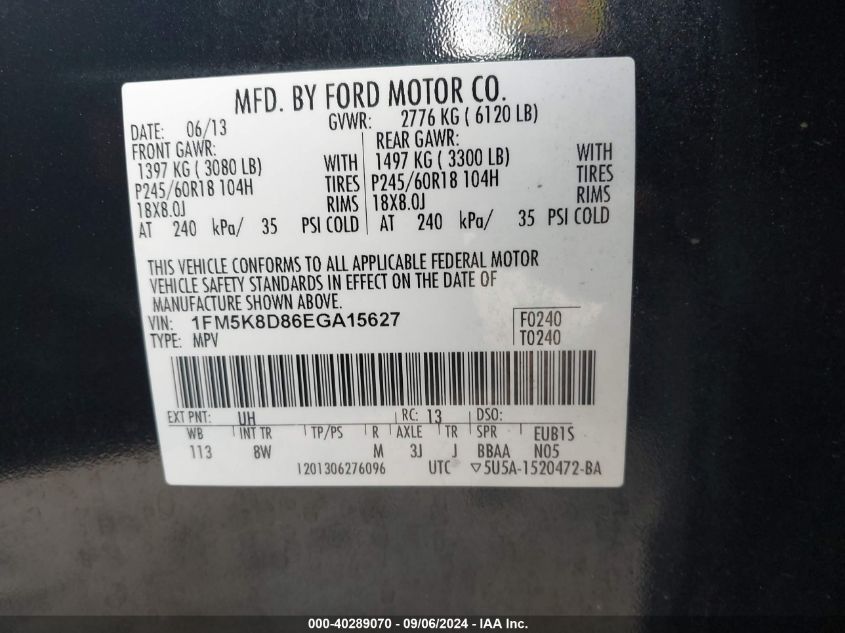 MFD. BY FORD MOTOR CO.
DATE: 06/13 GVWR: 2776 KG ( 6120 LB)
FRONT GAWR: REAR GAWR:
1397 KG ( 3080 LB) WITH 1497 KG ( 3300 LB) WITH
P245/60R18 104H TIRES P245/60R18 104H TIRES
18X8.0J RIMS 18X8.0J RIMS
AT 240 kPa/ 35 PSI COLD AT 240 kPa/ 35 PSI COLD
THIS VEHICLE CONFORMS TO ALL APPLICABLE FEDERAL MOTOR
VEHICLE SAFETY STANDARDS IN EFFECT ON THE DATE OF
MANUFACTURE SHOWN ABOVE.
VIN: 1FM5K8D86EGA15627 F0240
TYPE: MPV T0240
EXT PNT: UH RC: 13 DSO:
WB INT TR TP/PS R AXLE TR SPR EUB1S
113 8W M 3J J BBAA N05
1201306276096 UTC ▽5U5A-1520472-BA
000-40289070 - 09/06/2024 - IAA Inc.